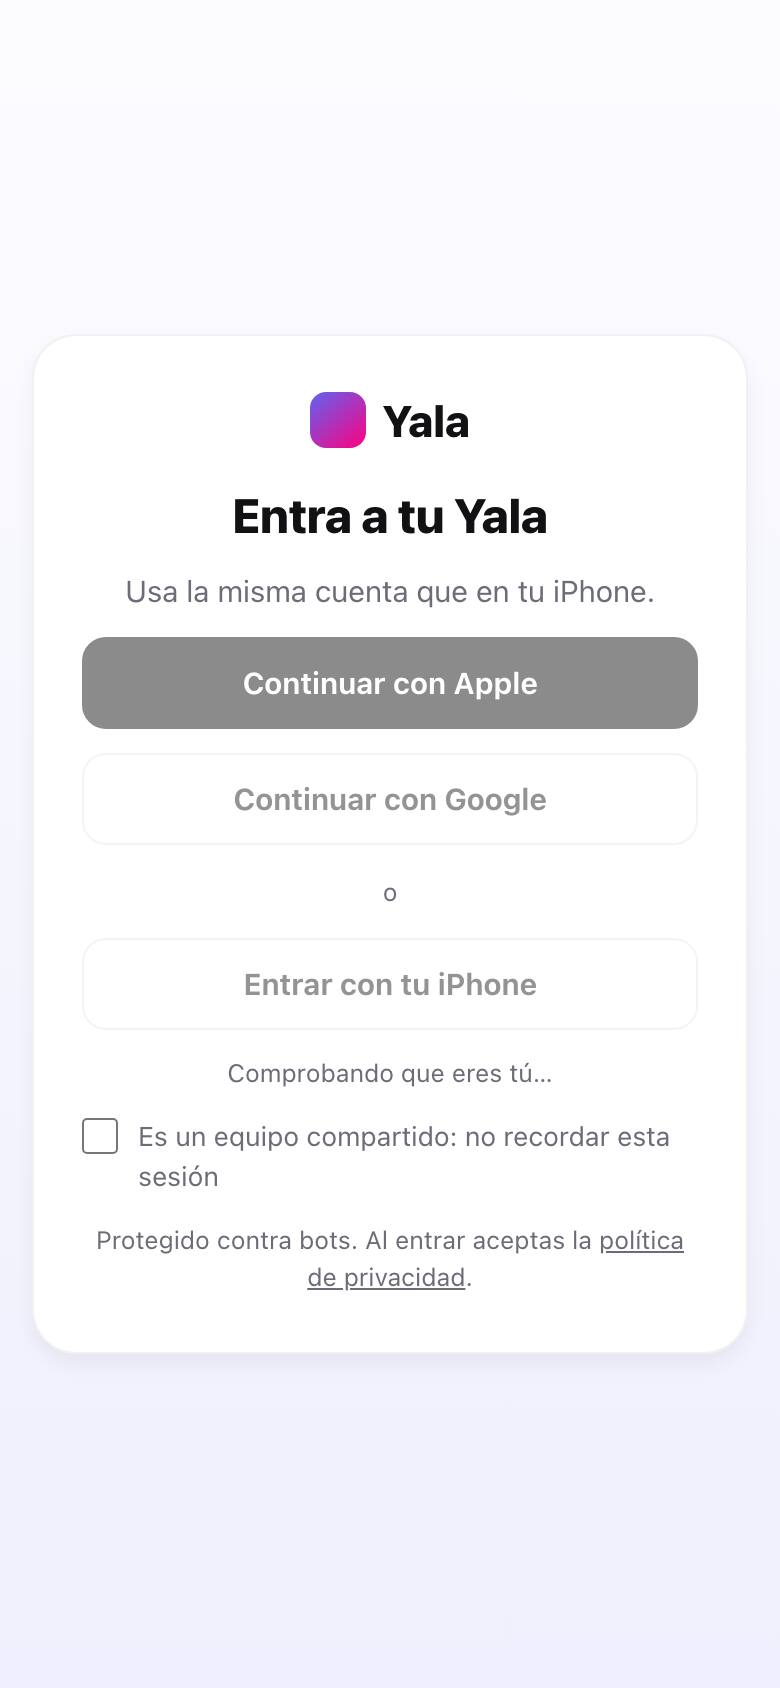 Yala
Entra a tu Yala
Usa la misma cuenta que en tu iPhone.
Continuar con Apple
Continuar con Google
o
Entrar con tu iPhone
Comprobando que eres tú...
Es un equipo compartido: no recordar esta
sesión
Protegido contra bots. Al entrar aceptas la política
de privacidad.